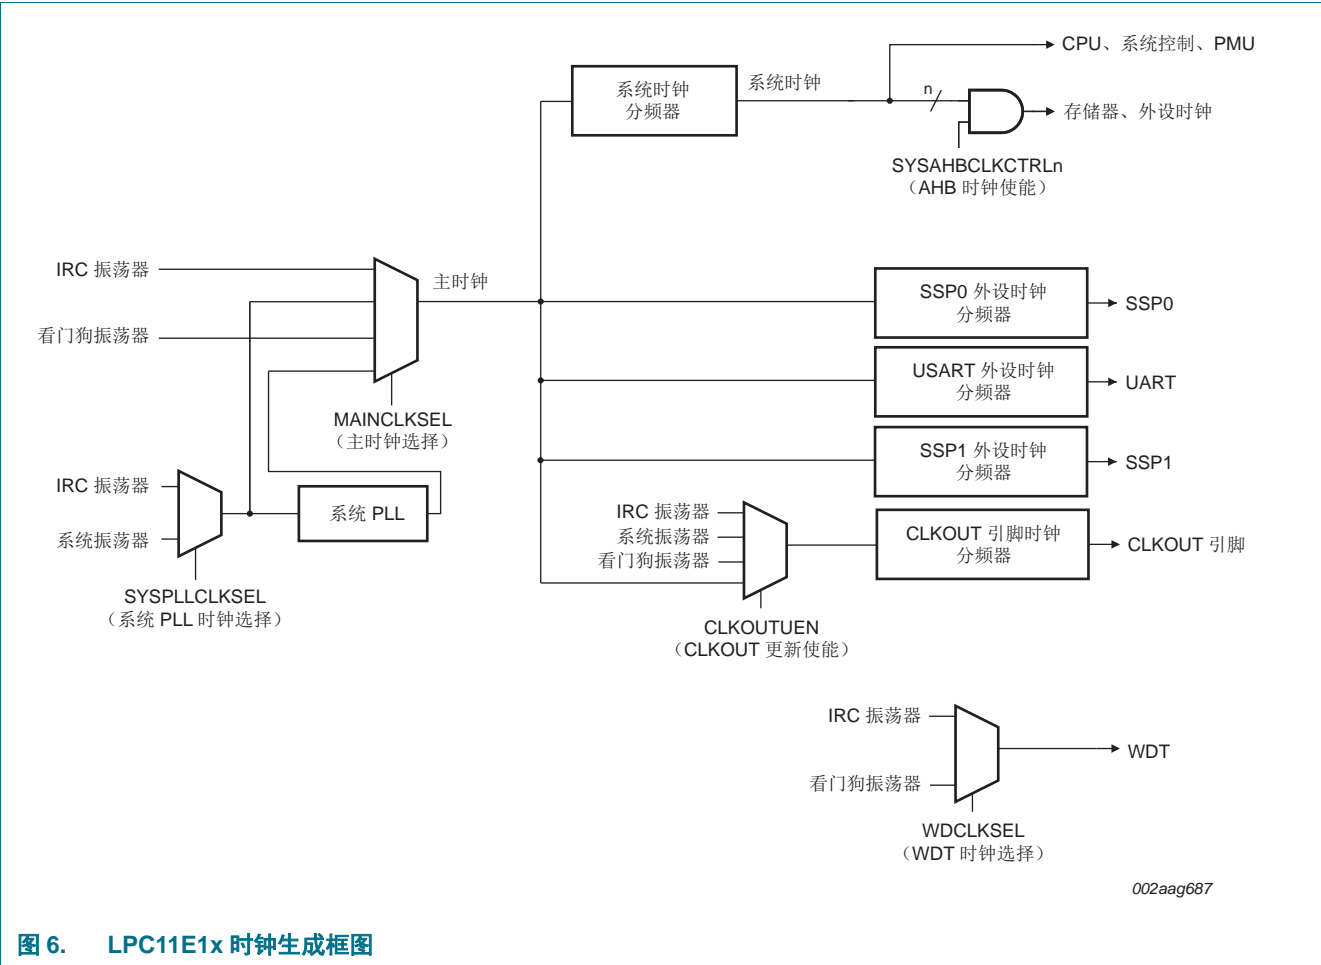 CPU、系统控制、PMU
系统时钟
分频器
系统时钟
n
存储器、外设时钟
SYSAHBCLKCTRLn
（AHB 时钟使能）
IRC 振荡器
主时钟
看门狗振荡器
MAINCLKSEL
（主时钟选择）
SSP0 外设时钟
分频器
SSP0
USART 外设时钟
分频器
UART
SSP1 外设时钟
分频器
SSP1
IRC 振荡器
系统振荡器
系统 PLL
SYSPLLCLKSEL
（系统 PLL 时钟选择）
IRC 振荡器
系统振荡器
看门狗振荡器
CLKOUT 引脚时钟
分频器
CLKOUT 引脚
CLKOUTUEN
（CLKOUT 更新使能）
IRC 振荡器
看门狗振荡器
WDT
WDCLKSEL
（WDT 时钟选择）
002aag687
图 6. LPC11E1x 时钟生成框图